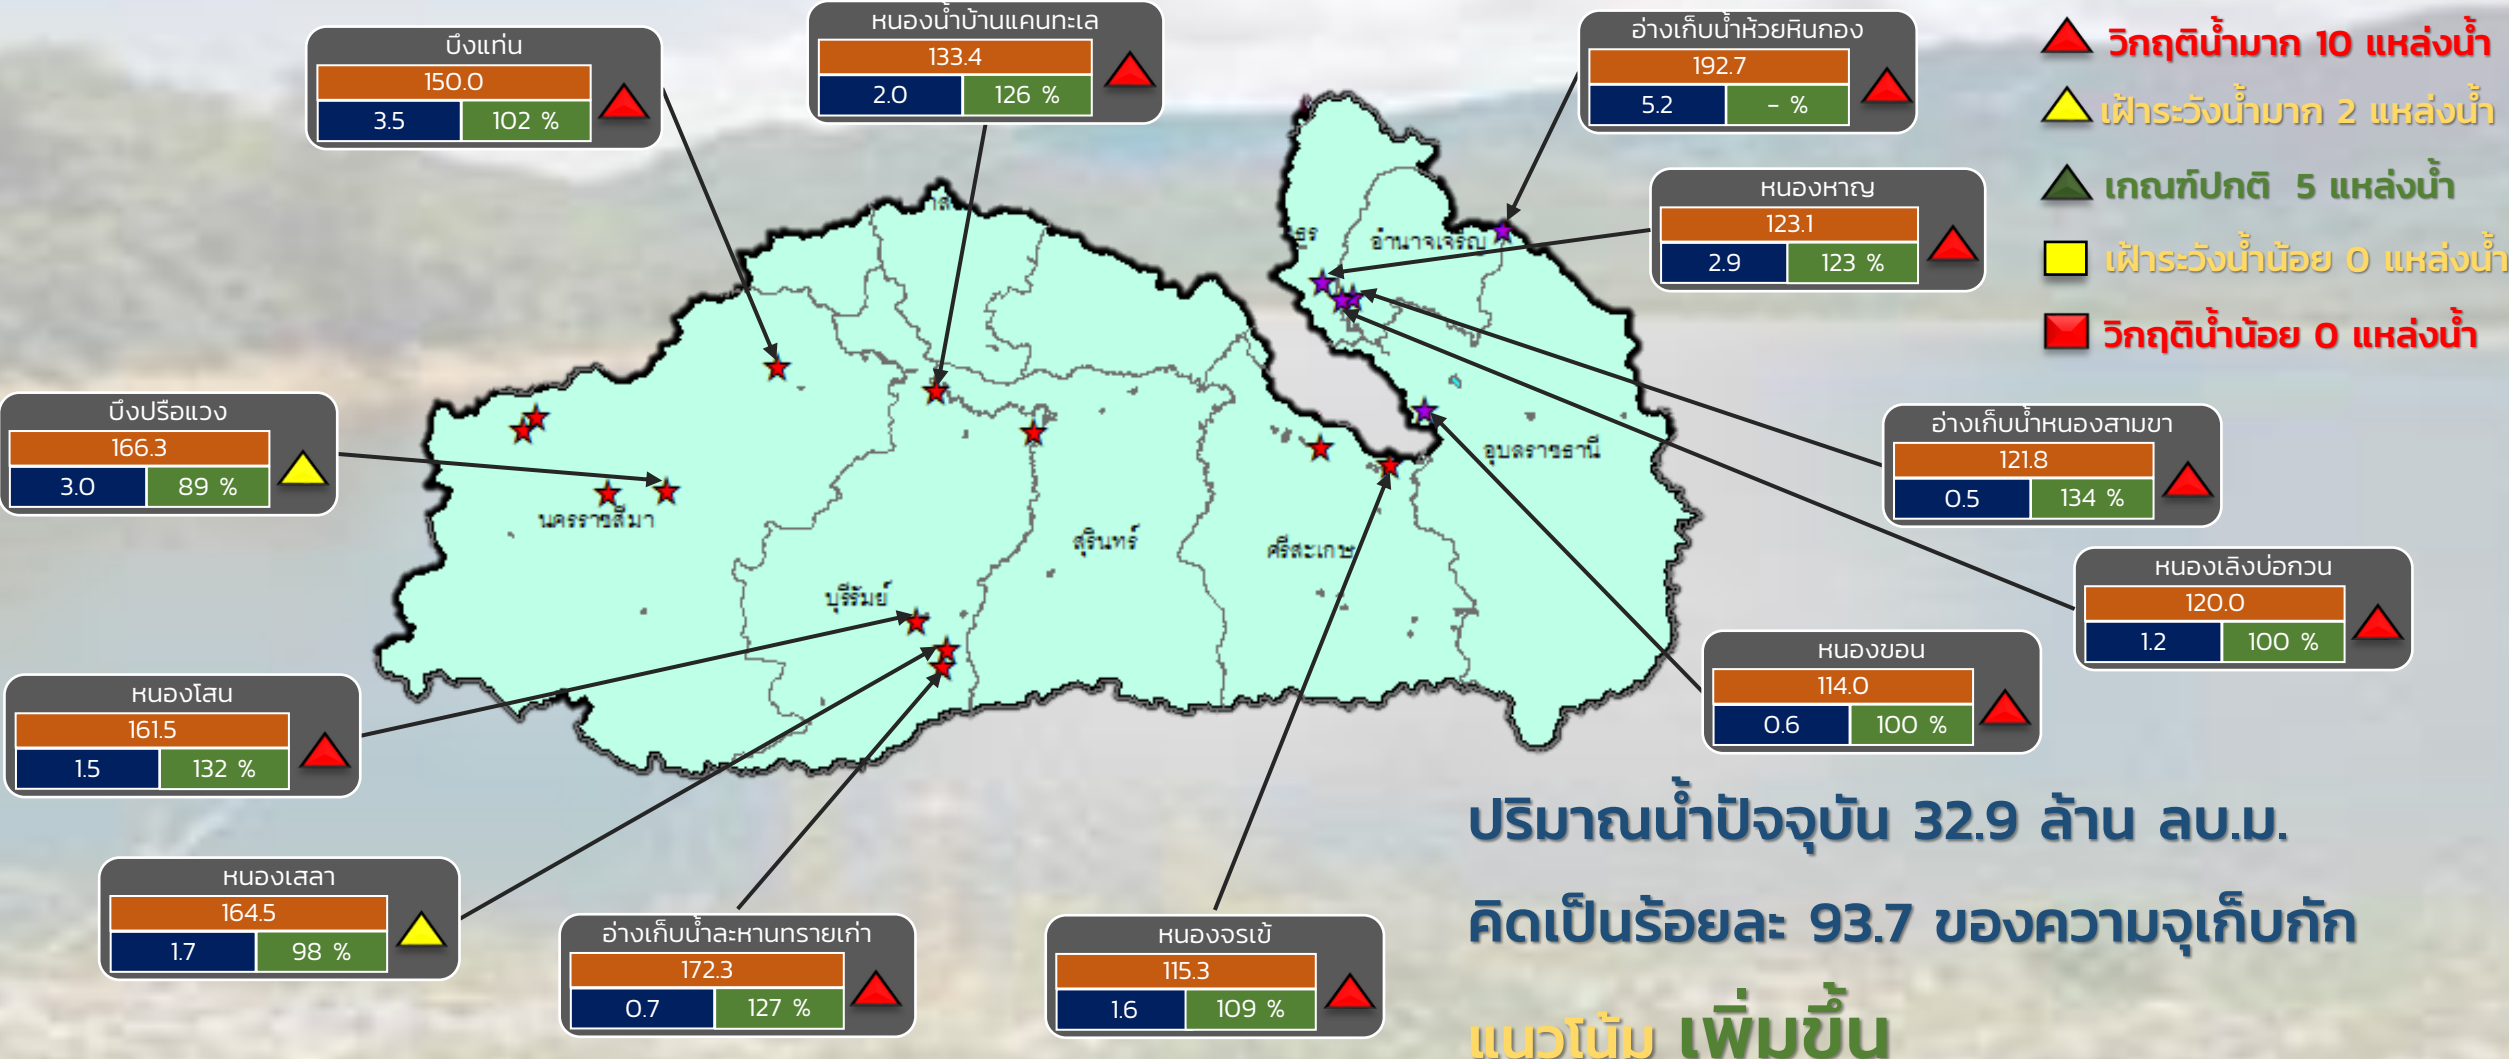 บึงแท่น
150.0
3.5 102 %
หนองน้ำบ้านแคนทะเล
133.4
2.0 126 %
อ่างเก็บน้ำห้วยหินกอง
192.7
5.2 - %
วิกฤติน้ำมาก 10 แหล่งน้ำ
เฝ้าระวังน้ำมาก 2 แหล่งน้ำ
เกณฑ์ปกติ 5 แหล่งน้ำ
เฝ้าระวังน้ำน้อย 0 แหล่งน้ำ
วิกฤติน้ำน้อย 0 แหล่งน้ำ
หนองหาญ
123.1
2.9 123 %
อำนาจเจริญ
บึงปรือแวง
166.3
3.0 89 %
อ่างเก็บน้ำหนองสามขา
121.8
0.5 134 %
นครราชสีมา
สุรินทร์
ศรีสะเกษ
อุบลราชธานี
บุรีรัมย์
หนองเลิงบ่อกวน
120.0
1.2 100 %
หนองขอน
114.0
0.6 100 %
หนองโสน
161.5
1.5 132 %
หนองเสลา
164.5
1.7 98 %
อ่างเก็บน้ำละหานทรายเก่า
172.3
0.7 127 %
หนองจรเข้
115.3
1.6 109 %
ปริมาณน้ำปัจจุบัน 32.9 ล้าน ลบ.ม.
คิดเป็นร้อยละ 93.7 ของความจุเก็บกัก
แนวโน้ม เพิ่มขึ้น